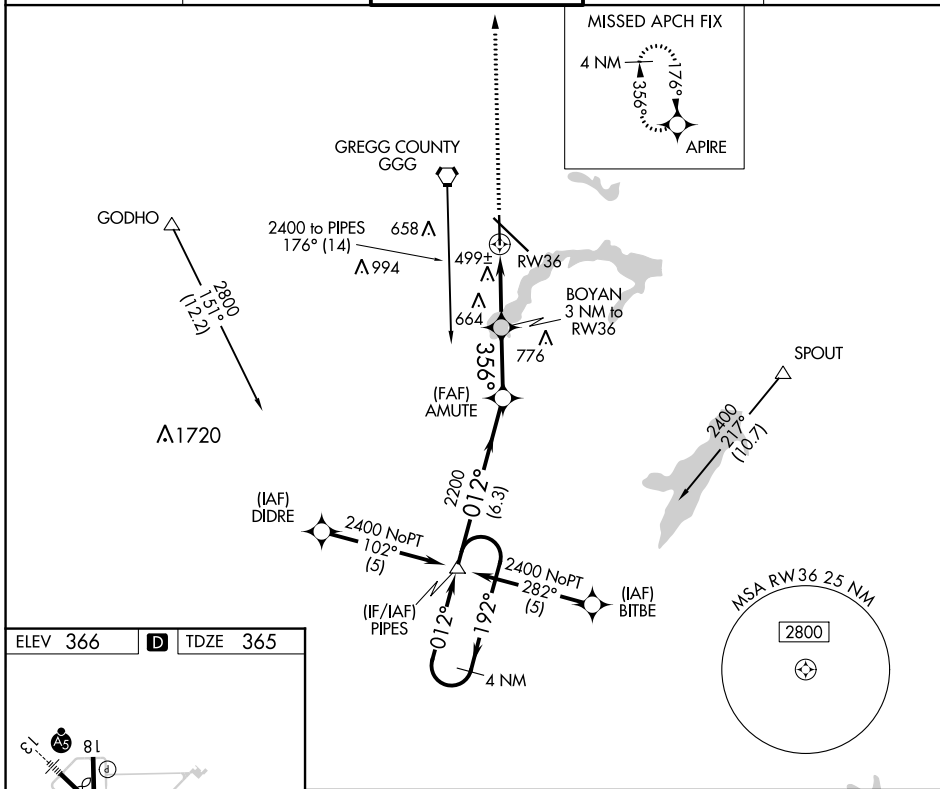 MISSED APCH FIX
4 NM
176°
356°
APIRE
GREGG COUNTY
GGG
GODHO
2400 to PIPES
176° (14)
658
994
499±
RW36
2800
151°
(12.2)
664
BOYAN
3 NM to
RW36
776
356°
SPOUT
(FAF)
AMUTE
2400
217°
(10.7)
1720
2200
012°
(6.3)
(IAF)
DIDRE
2400 NoPT
102°
(5)
2400 NoPT
282°
(5)
(IAF)
BITBE
(IF/IAF)
PIPES
012°
192°
4 NM
MSA RW36 25 NM
2800
ELEV 366
D
TDZE 365
13
A5
18
P